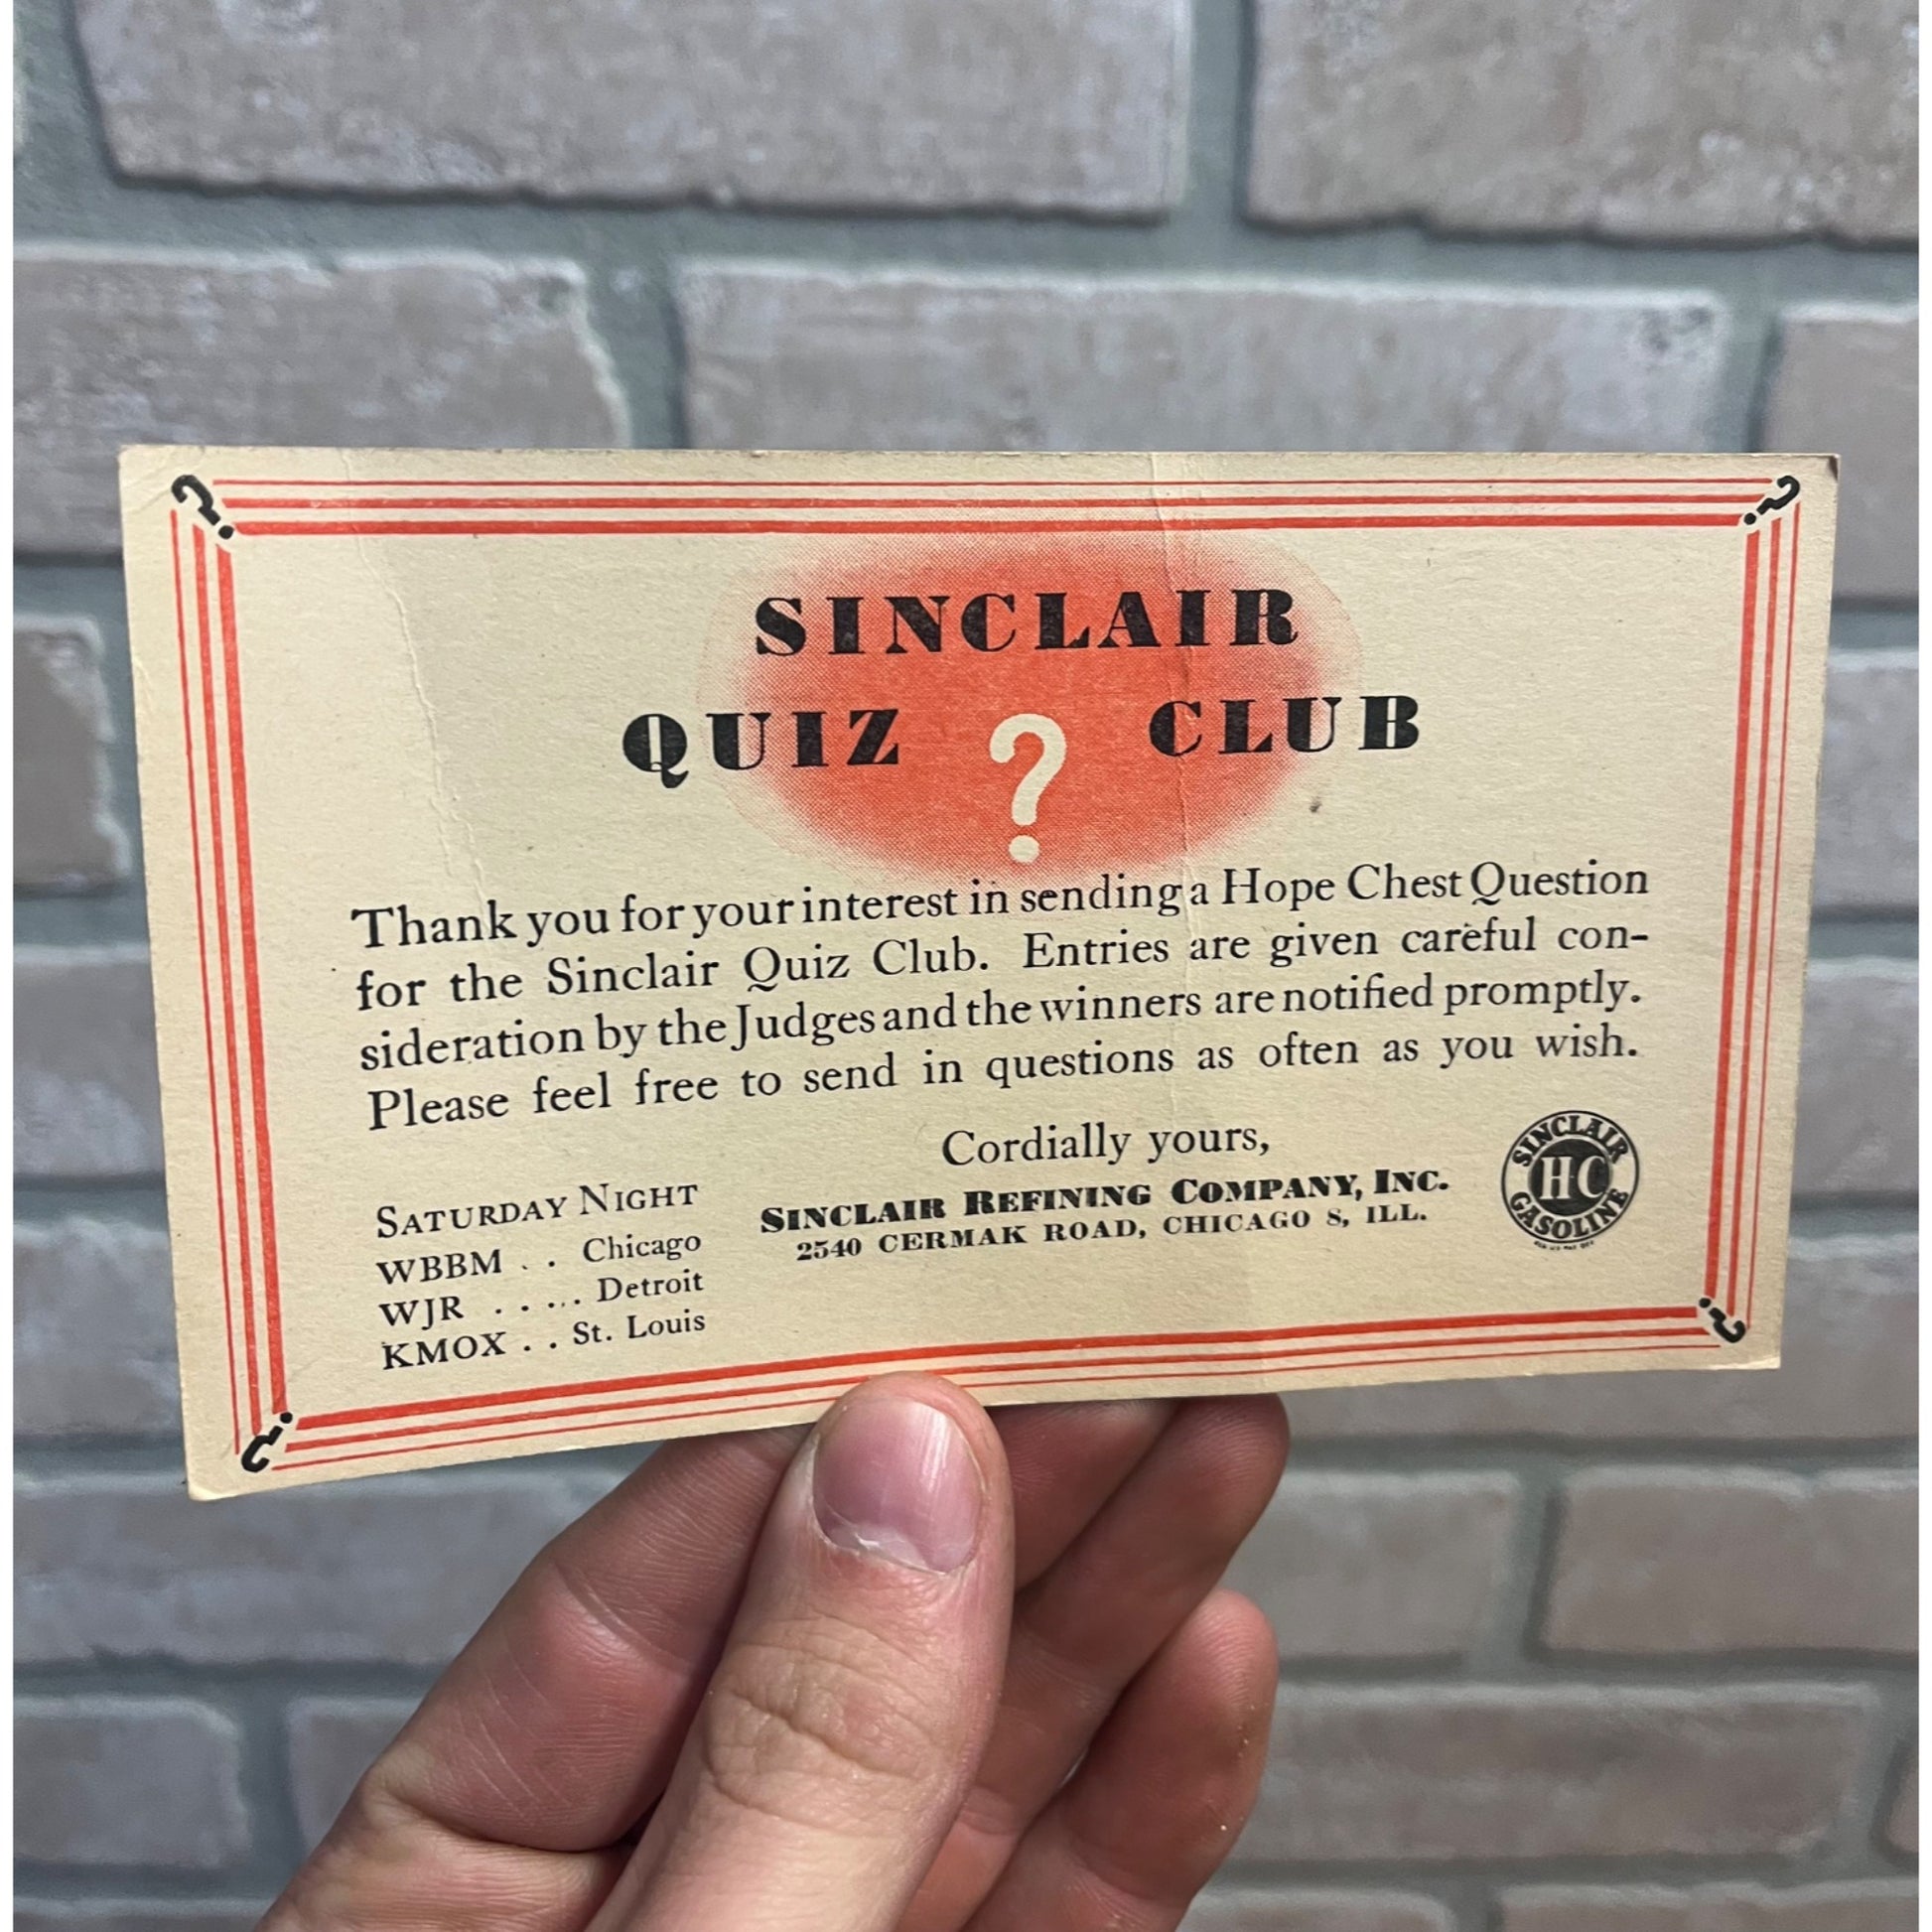 SINCLAIR
QUIZ ? CLUB
Thank you for your interest in sending a Hope Chest Question
for the Sinclair Quiz Club. Entries are given careful con-
sideration by the Judges and the winners are notified promptly.
Please feel free to send in questions as often as you wish.
Cordially yours,
SINCLAIR REFINING COMPANY, INC.
2540 CERMAK ROAD, CHICAGO 8, ILL.
SATURDAY NIGHT
WBBM . . Chicago
WJR . . . . . Detroit
KMOX . . St. Louis
SINCLAIR
HC
GASOLINE